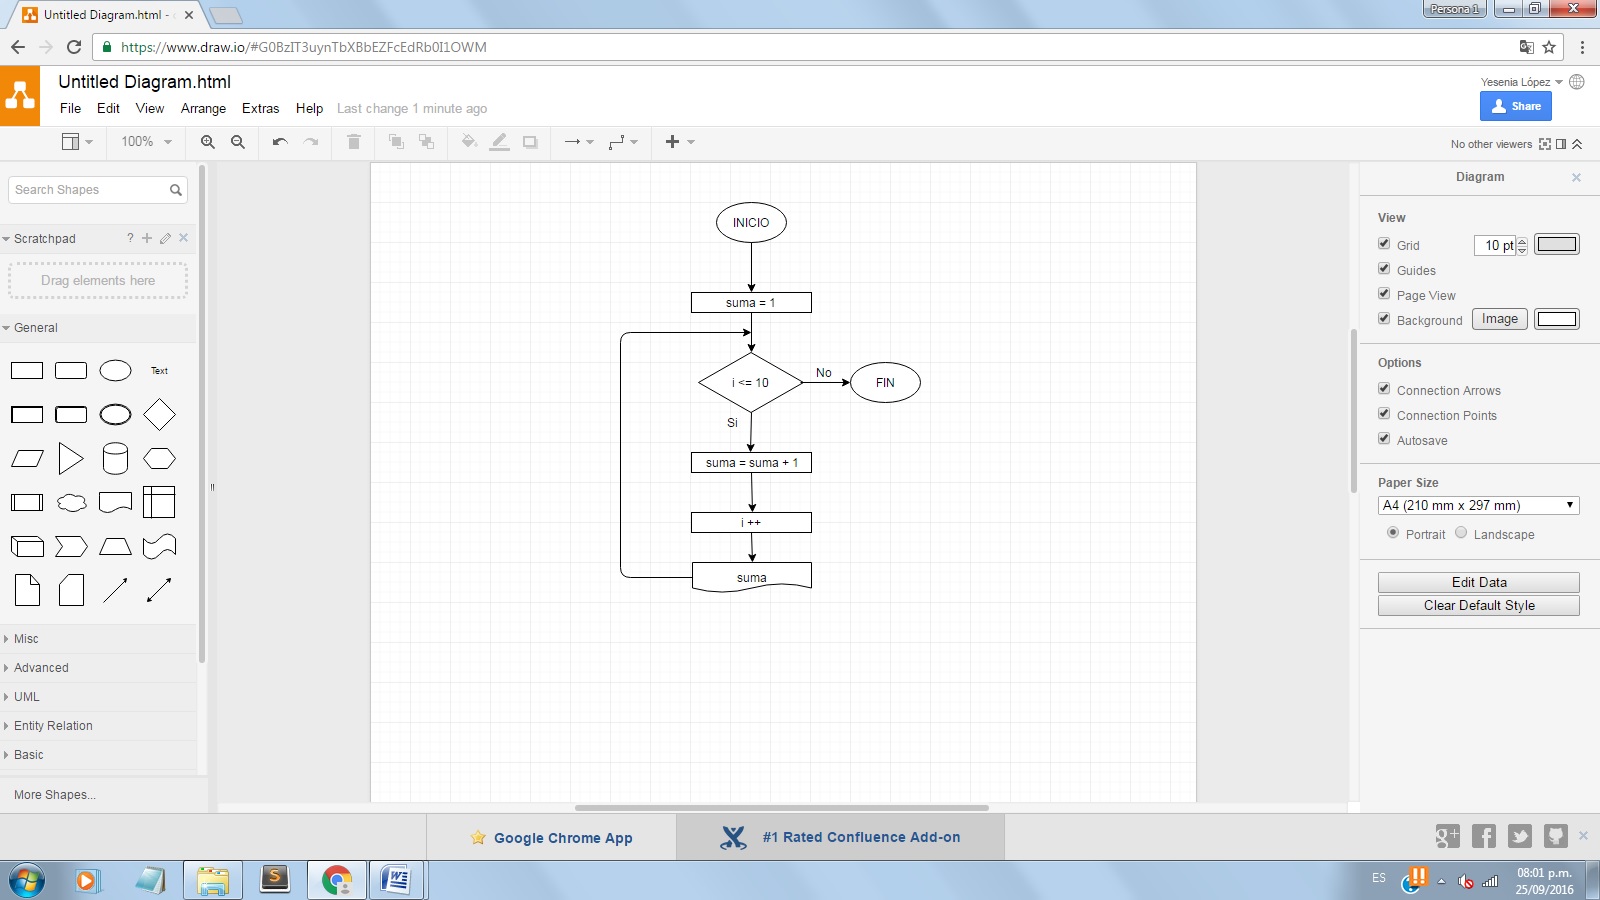 Untitled Diagram.html -
Persona 1
https://www.draw.io/#G0BzIT3uynTbXBbEZFcEdRb0I1OWM
Untitled Diagram.html
Yesenia López
File Edit View Arrange Extras Help Last change 1 minute ago
Share
100%
No other viewers
Search Shapes
Scratchpad ?
Drag elements here
General
Text
Misc
Advanced
UML
Entity Relation
Basic
More Shapes...
INICIO
suma = 1
i <= 10
No
FIN
Si
suma = suma + 1
i ++
suma
Diagram
View
Grid 10 pt
Guides
Page View
Background Image
Options
Connection Arrows
Connection Points
Autosave
Paper Size
A4 (210 mm x 297 mm)
Portrait Landscape
Edit Data
Clear Default Style
Google Chrome App
#1 Rated Confluence Add-on
g+
S
W
ES
08:01 p.m.
25/09/2016